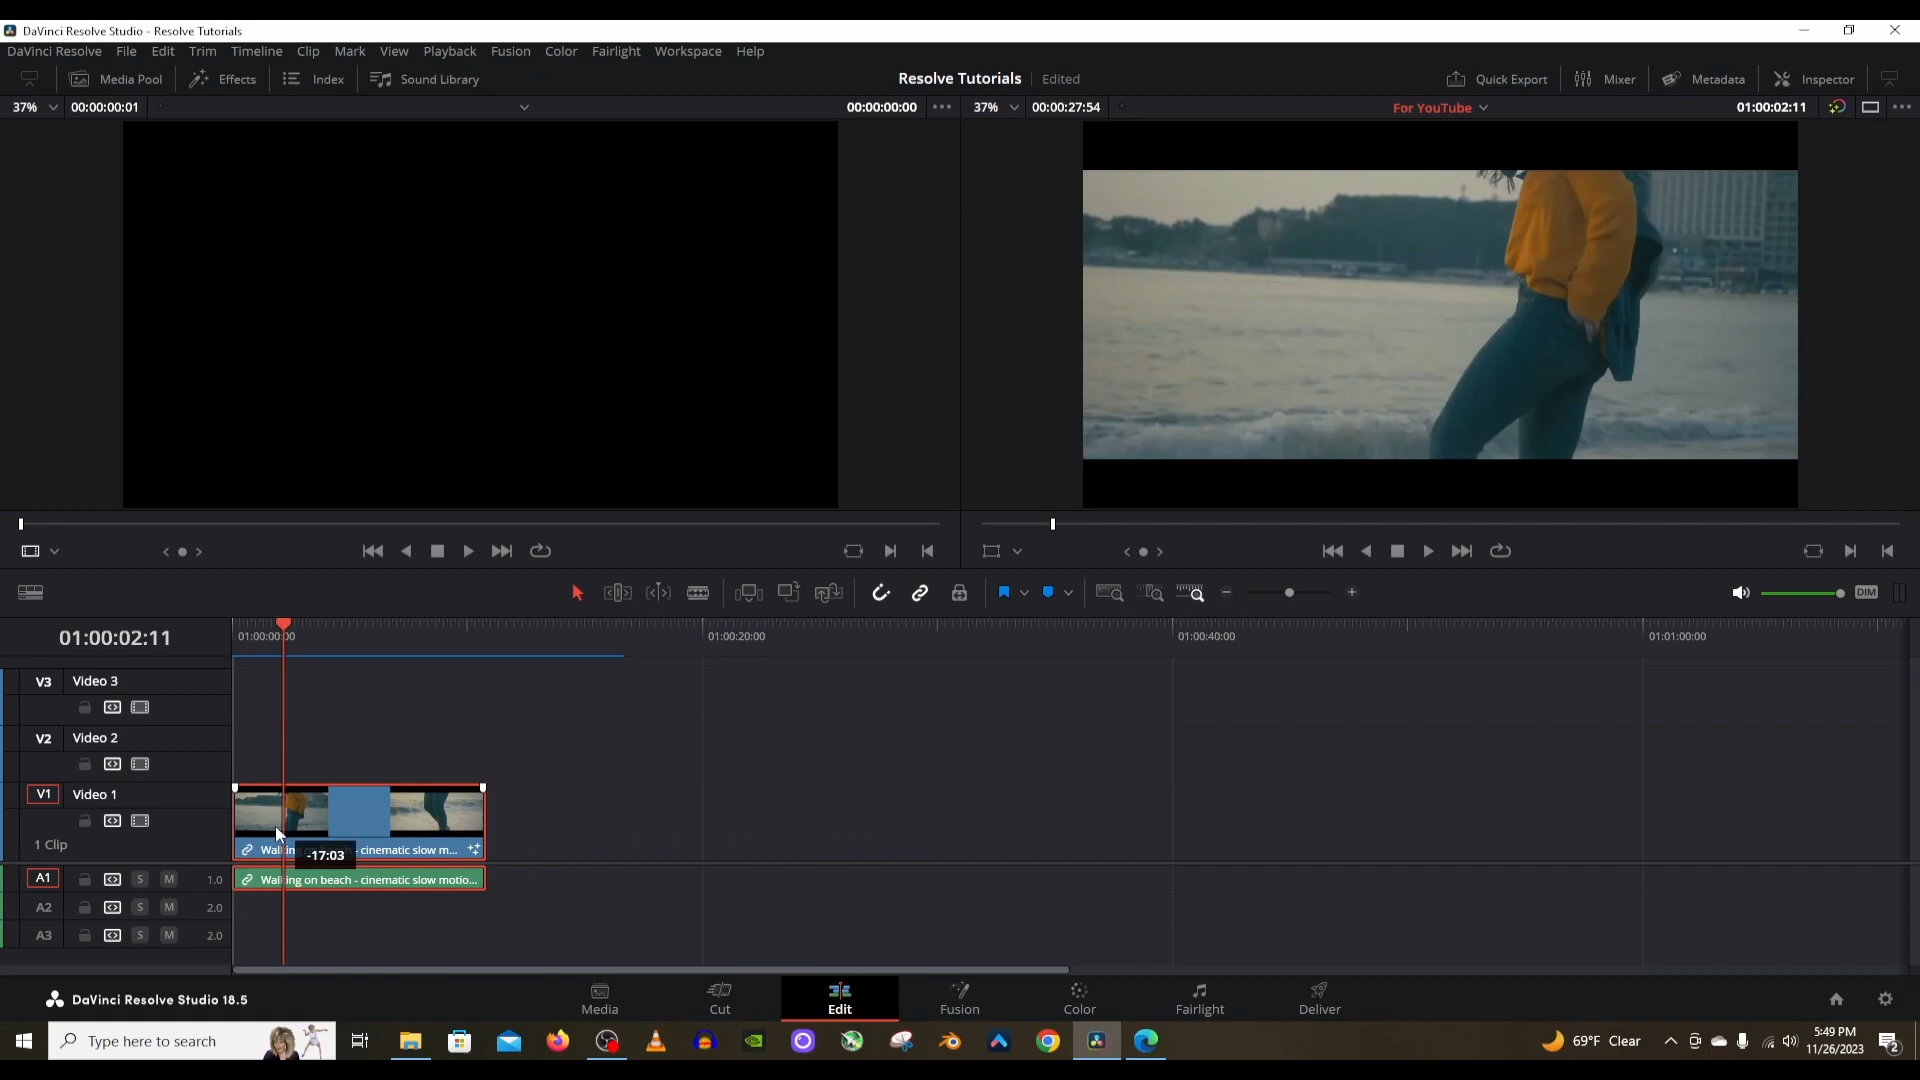 DaVinci Resolve Studio - Resolve Tutorials
DaVinci Resolve File Edit Trim Timeline Clip Mark View Playback Fusion Color Fairlight Workspace Help
Media Pool Effects Index Sound Library Resolve Tutorials Edited Quick Export Mixer Metadata Inspector
37% 00:00:00:01 00:00:00:00 37% 00:00:27:54 For YouTube 01:00:02:11
DIM
01:00:02:11 01:00:00:00 01:00:20:00 01:00:40:00 01:01:00:00
V3 Video 3
V2 Video 2
V1 Video 1
1 Clip
- cinematic slow m...
-17:03
A1 S M 1.0 Walking on beach - cinematic slow motio...
A2 S M 2.0
A3 S M 2.0
DaVinci Resolve Studio 18.5 Media Cut Edit Fusion Color Fairlight Deliver
Type here to search 69°F Clear 5:49 PM
11/26/2023 2